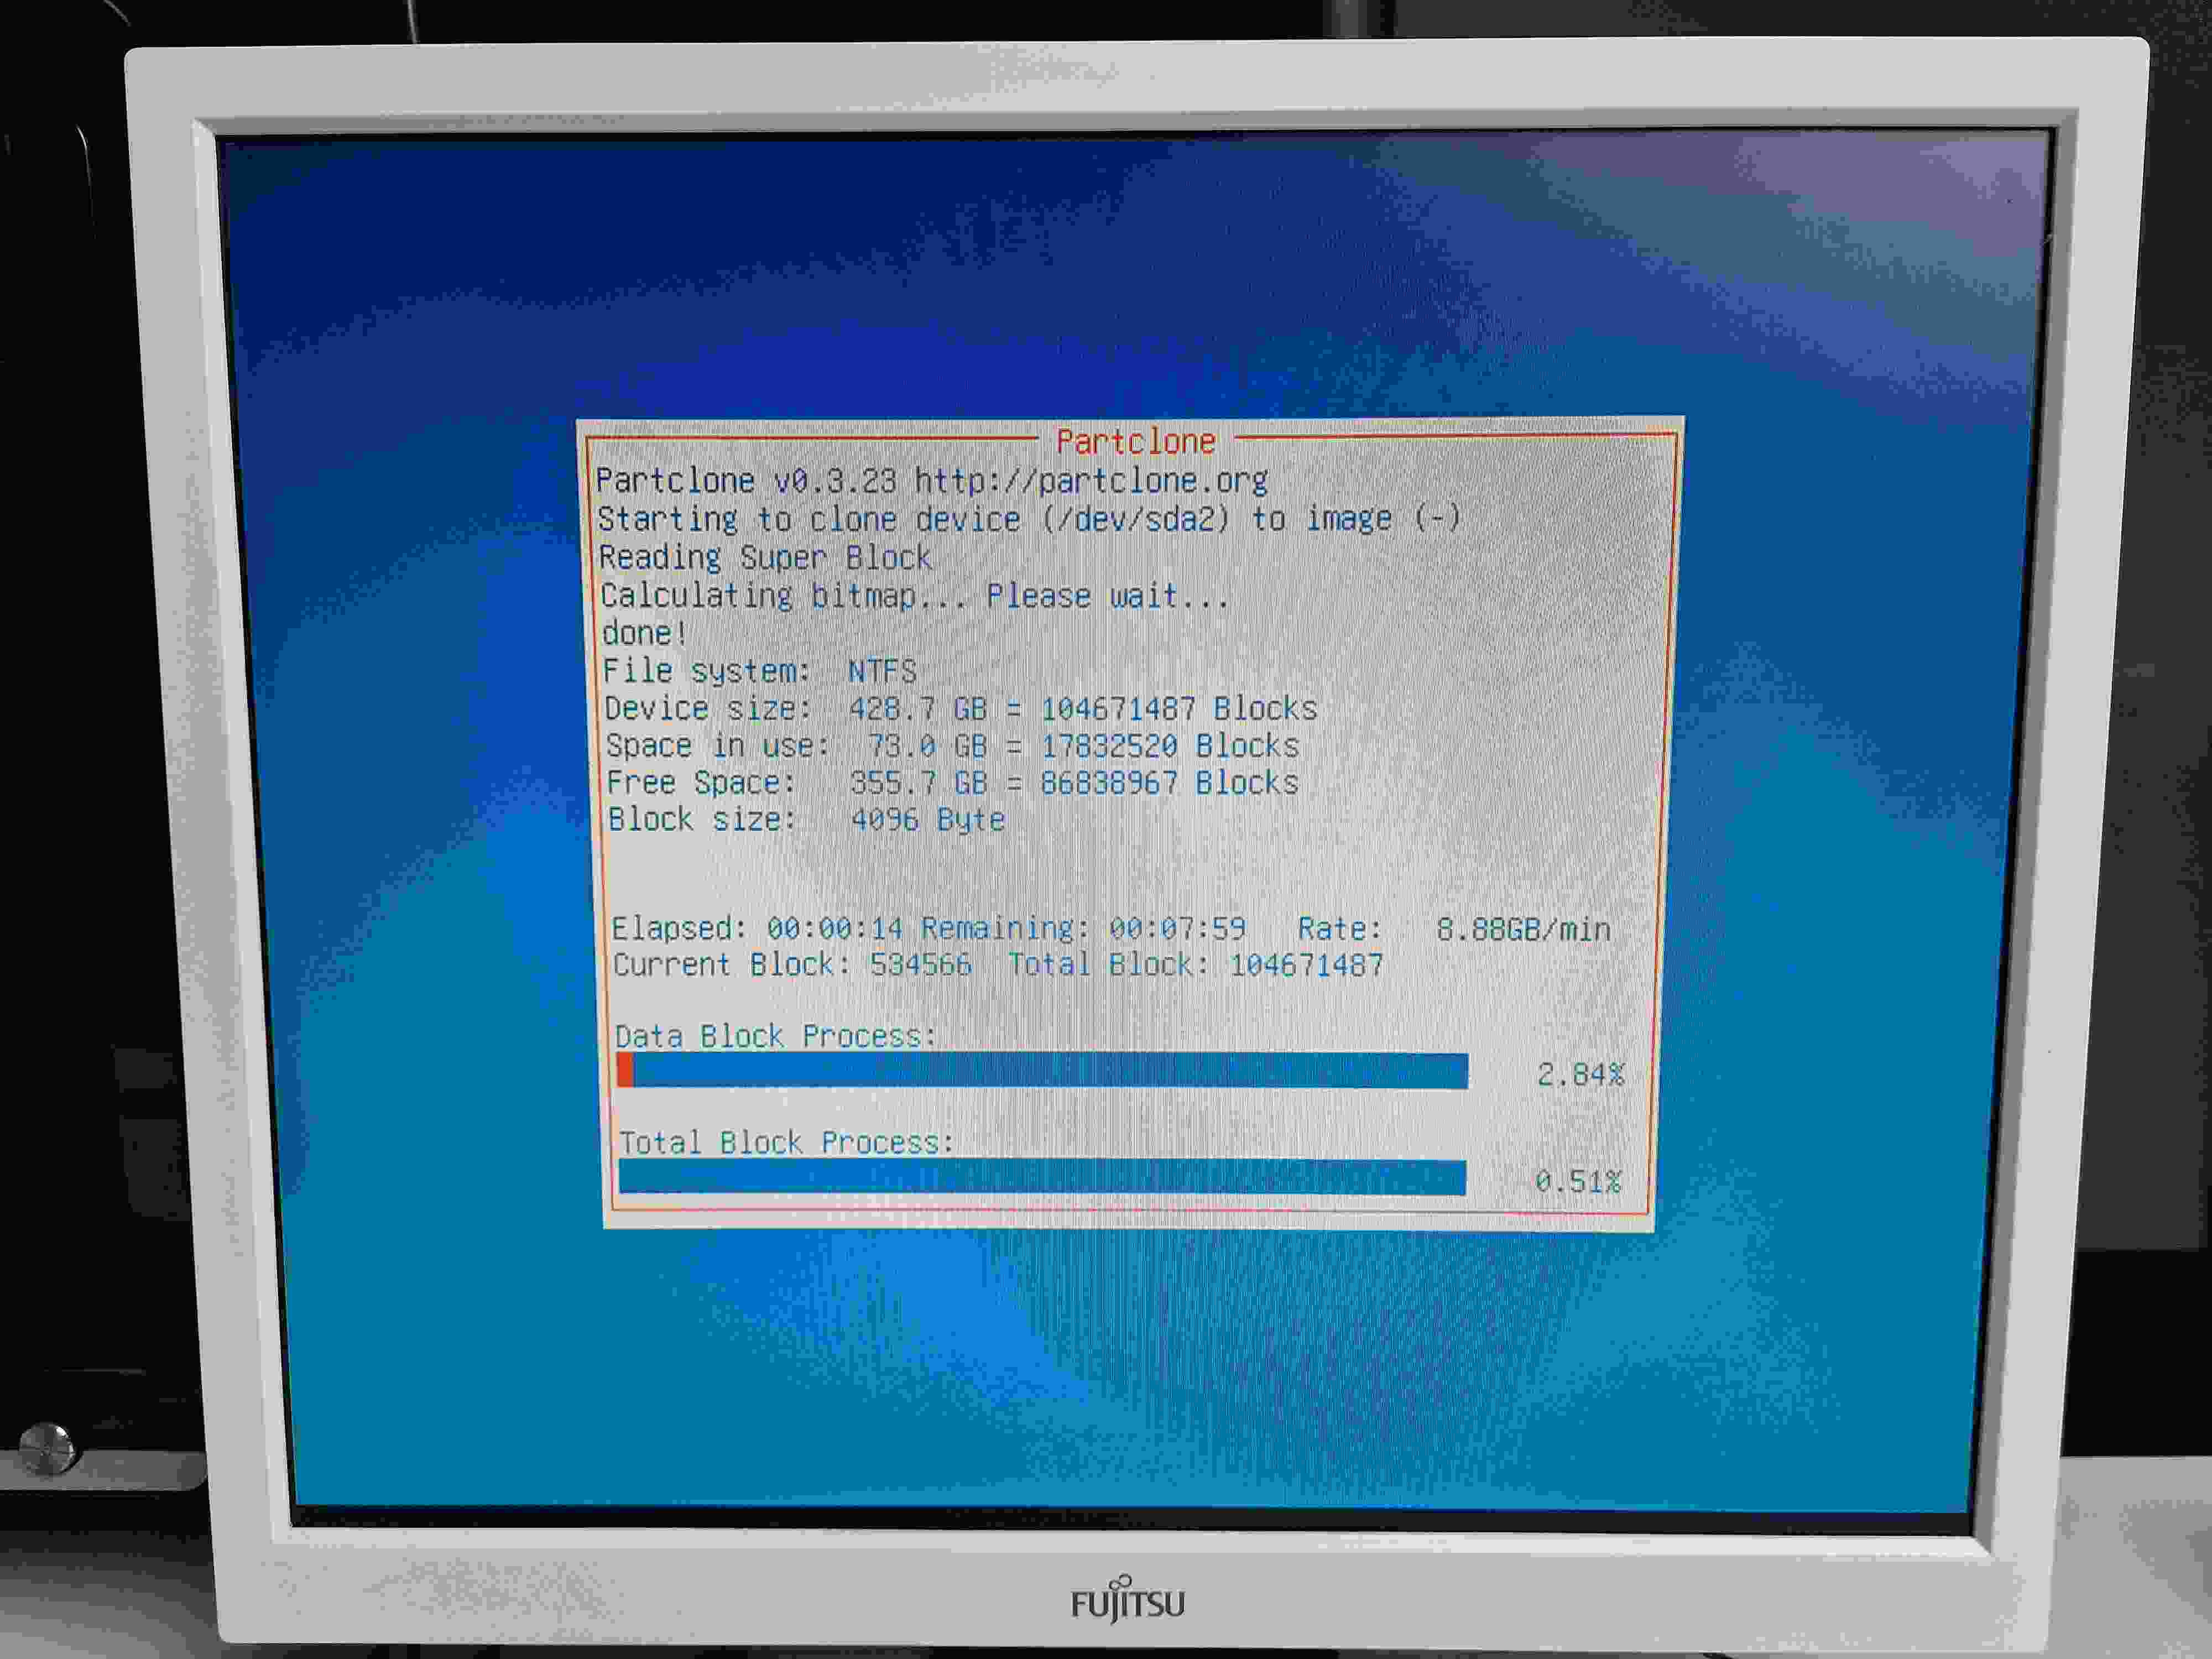 Partclone
Partclone v0.3.23 http://partclone.org
Starting to clone device (/dev/sda2) to image (-)
Reading Super Block
Calculating bitmap... Please wait...
done!
File system:  NTFS
Device size:  428.7 GB = 104671487 Blocks
Space in use:  73.0 GB = 17832520 Blocks
Free Space:   355.7 GB = 86838967 Blocks
Block size:   4096 Byte
Elapsed: 00:00:14 Remaining: 00:07:59   Rate:   8.88GB/min
Current Block: 534566  Total Block: 104671487
Data Block Process:
2.84%
Total Block Process:
0.51%
FUJITSU